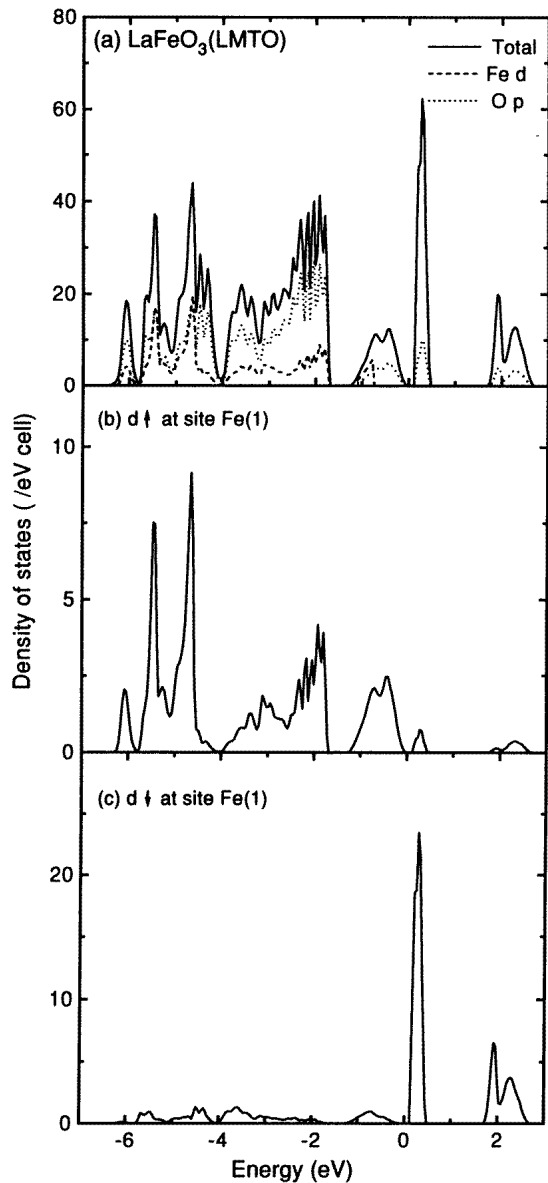 80
(a) LaFeO3(LMTO)
Total
Fe d
O p
60
40
20
0
(b) d↑ at site Fe(1)
10
5
0
Density of states ( /eV cell)
(c) d↓ at site Fe(1)
20
10
0
-6 -4 -2 0 2
Energy (eV)